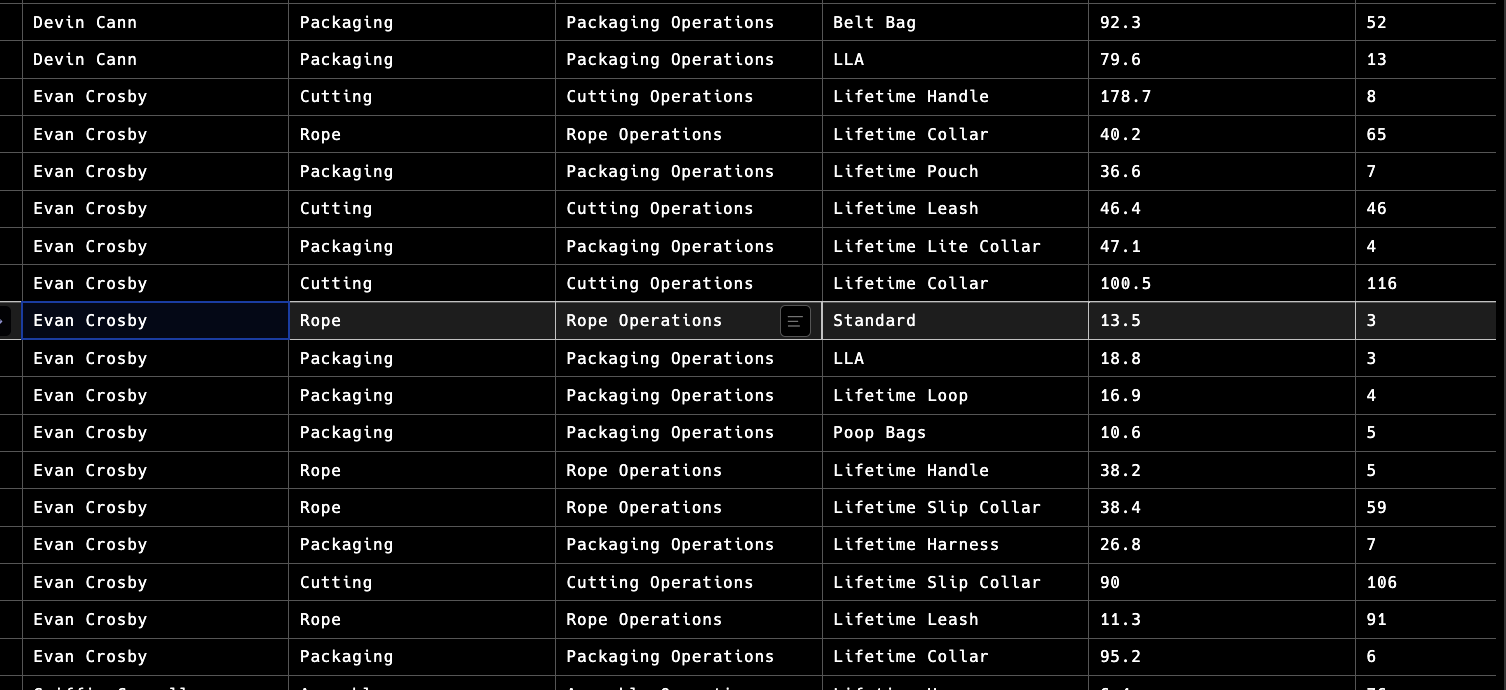 Devin Cann Packaging Packaging Operations Belt Bag 92.3 52
Devin Cann Packaging Packaging Operations LLA 79.6 13
Evan Crosby Cutting Cutting Operations Lifetime Handle 178.7 8
Evan Crosby Rope Rope Operations Lifetime Collar 40.2 65
Evan Crosby Packaging Packaging Operations Lifetime Pouch 36.6 7
Evan Crosby Cutting Cutting Operations Lifetime Leash 46.4 46
Evan Crosby Packaging Packaging Operations Lifetime Lite Collar 47.1 4
Evan Crosby Cutting Cutting Operations Lifetime Collar 100.5 116
Evan Crosby Rope Rope Operations Standard 13.5 3
Evan Crosby Packaging Packaging Operations LLA 18.8 3
Evan Crosby Packaging Packaging Operations Lifetime Loop 16.9 4
Evan Crosby Packaging Packaging Operations Poop Bags 10.6 5
Evan Crosby Rope Rope Operations Lifetime Handle 38.2 5
Evan Crosby Rope Rope Operations Lifetime Slip Collar 38.4 59
Evan Crosby Packaging Packaging Operations Lifetime Harness 26.8 7
Evan Crosby Cutting Cutting Operations Lifetime Slip Collar 90 106
Evan Crosby Rope Rope Operations Lifetime Leash 11.3 91
Evan Crosby Packaging Packaging Operations Lifetime Collar 95.2 6